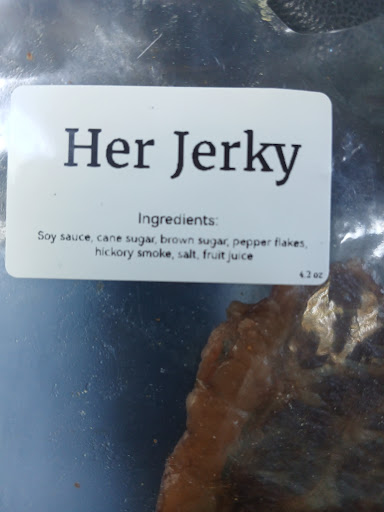 Her Jerky
Ingredients:
Soy sauce, cane sugar, brown sugar, pepper flakes,
hickory smoke, salt, fruit juice
4.2 oz